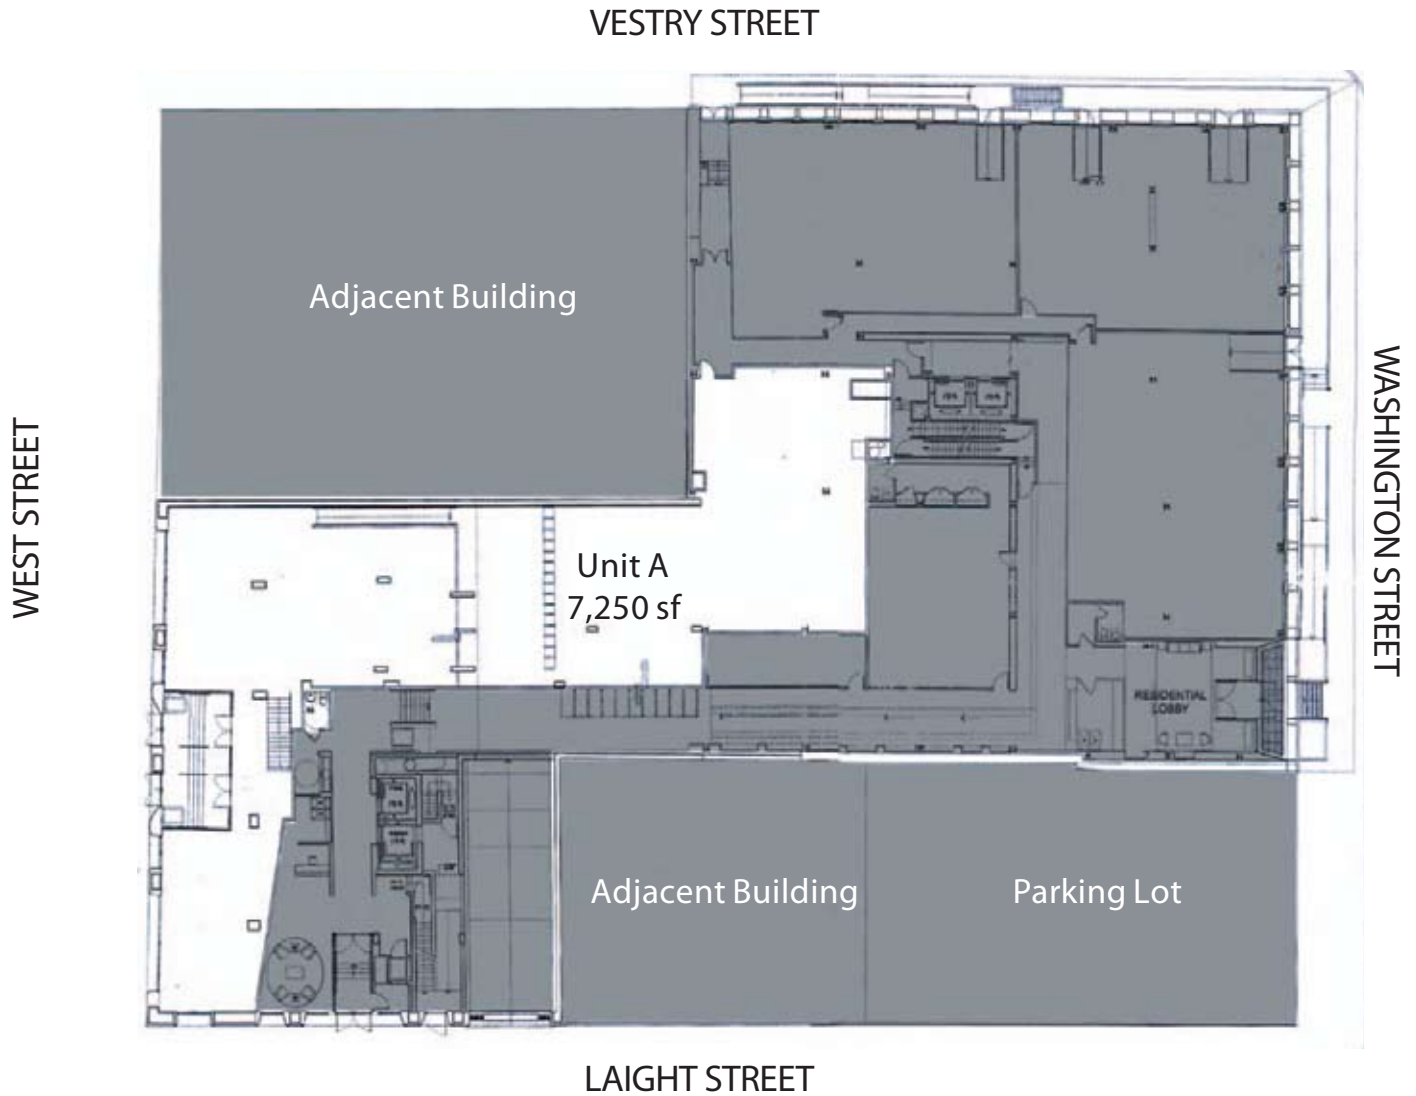 VESTRY STREET
Adjacent Building
WEST STREET
WASHINGTON STREET
Unit A
7,250 sf
RESIDENTIAL
LOBBY
Adjacent Building
Parking Lot
LAIGHT STREET